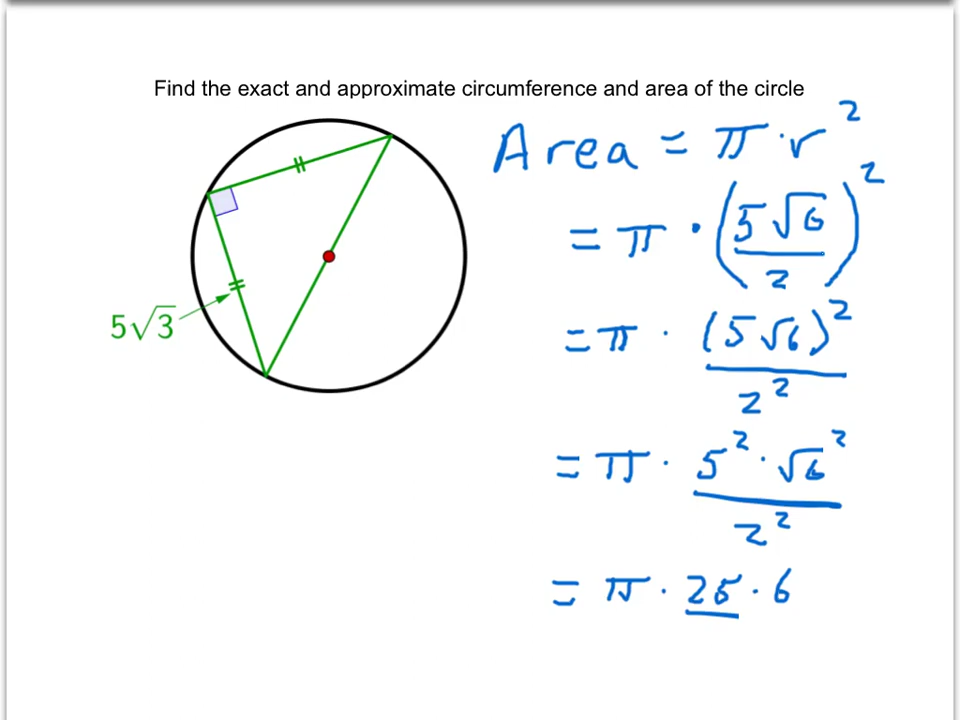 Find the exact and approximate circumference and area of the circle
5√3
Area = π · r²
= π · (5√6/2)²
= π · (5√6)²/2²
= π · 5² · √6²/2²
= π · 25 · 6